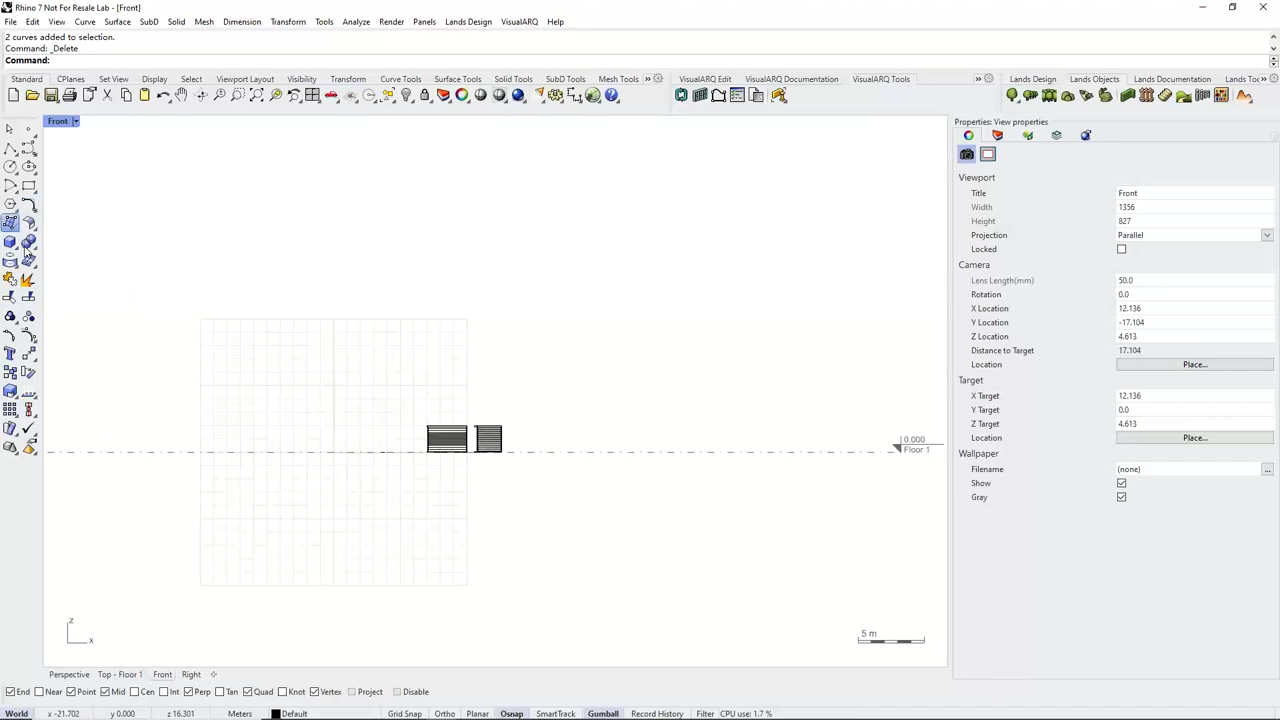 Rhino 7 Not For Resale Lab - [Front]
File Edit View Curve Surface SubD Solid Mesh Dimension Transform Tools Analyze Render Panels Lands Design VisualARQ Help
2 curves added to selection.
Command: _Delete
Command:
Standard CPlanes Set View Display Select Viewport Layout Visibility Transform Curve Tools Surface Tools Solid Tools SubD Tools Mesh Tools » VisualARQ Edit VisualARQ Documentation VisualARQ Tools » Lands Design Lands Objects Lands Documentation Lands Too »
Front
Properties: View properties
Viewport
Title Front
Width 1356
Height 827
Projection Parallel
Locked
Camera
Lens Length(mm) 50.0
Rotation 0.0
X Location 12.136
Y Location -17.104
Z Location 4.613
Distance to Target 17.104
Location Place...
Target
X Target 12.136
Y Target 0.0
Z Target 4.613
Location Place...
Wallpaper
Filename (none) ...
Show
Gray
0.000
Floor 1
z
x
5 m
Perspective Top - Floor 1 Front Right
End Near Point Mid Cen Int Perp Tan Quad Knot Vertex Project Disable
World x -21.702 y 0.000 z 16.301 Meters Default Grid Snap Ortho Planar Osnap SmartTrack Gumball Record History Filter CPU use: 1.7 %